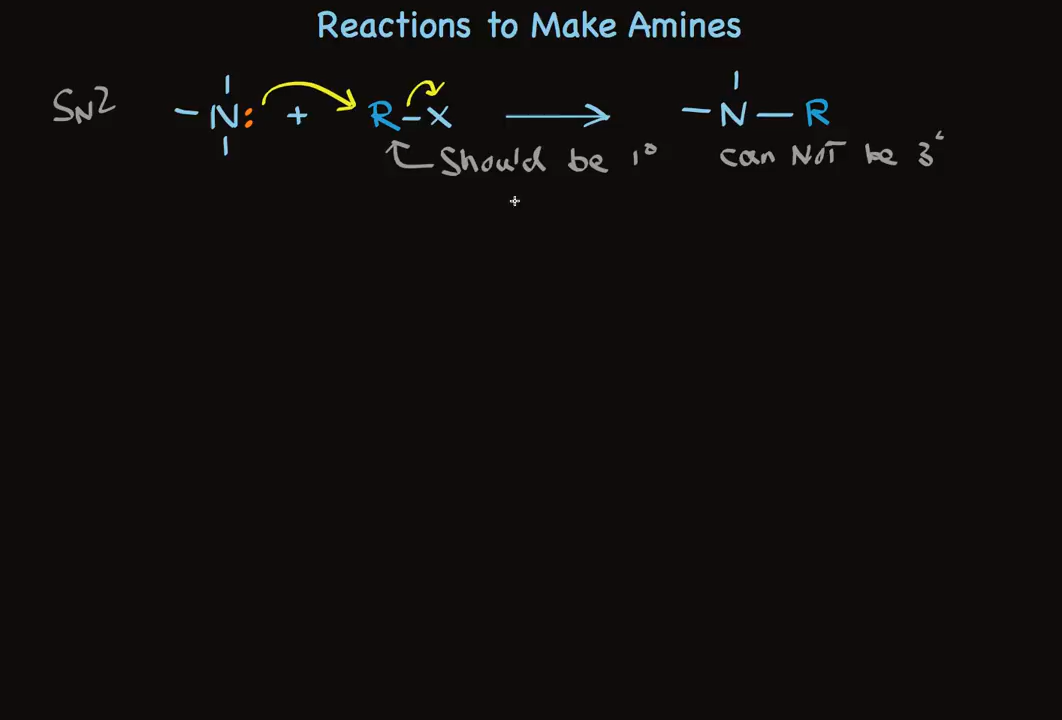 Reactions to Make Amines
SN2 N: + R-X → N-R
Should be 1° can NOT be 3°